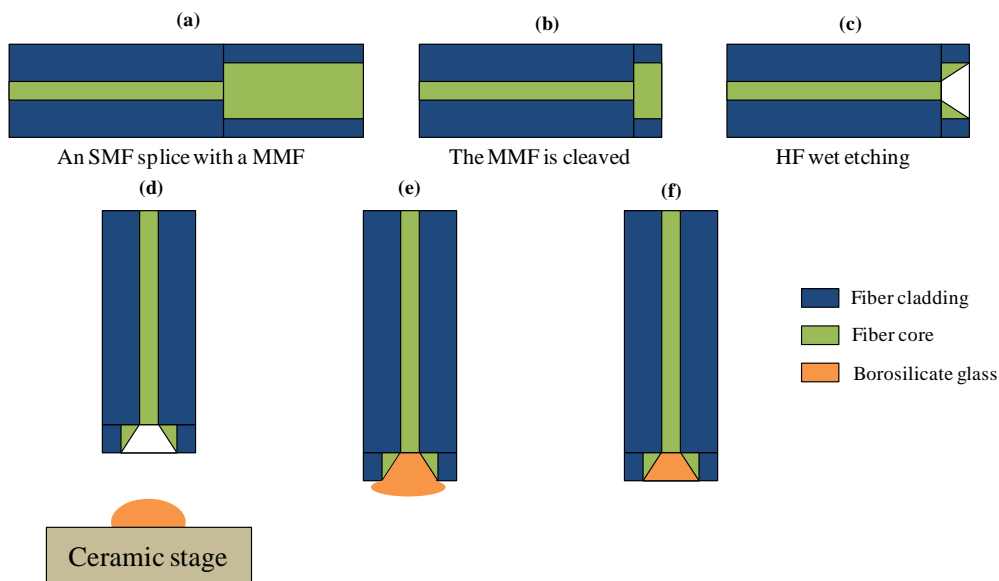 (a)
(b)
(c)
An SMF splice with a MMF
The MMF is cleaved
HF wet etching
(d)
(e)
(f)
Fiber cladding
Fiber core
Borosilicate glass
Ceramic stage